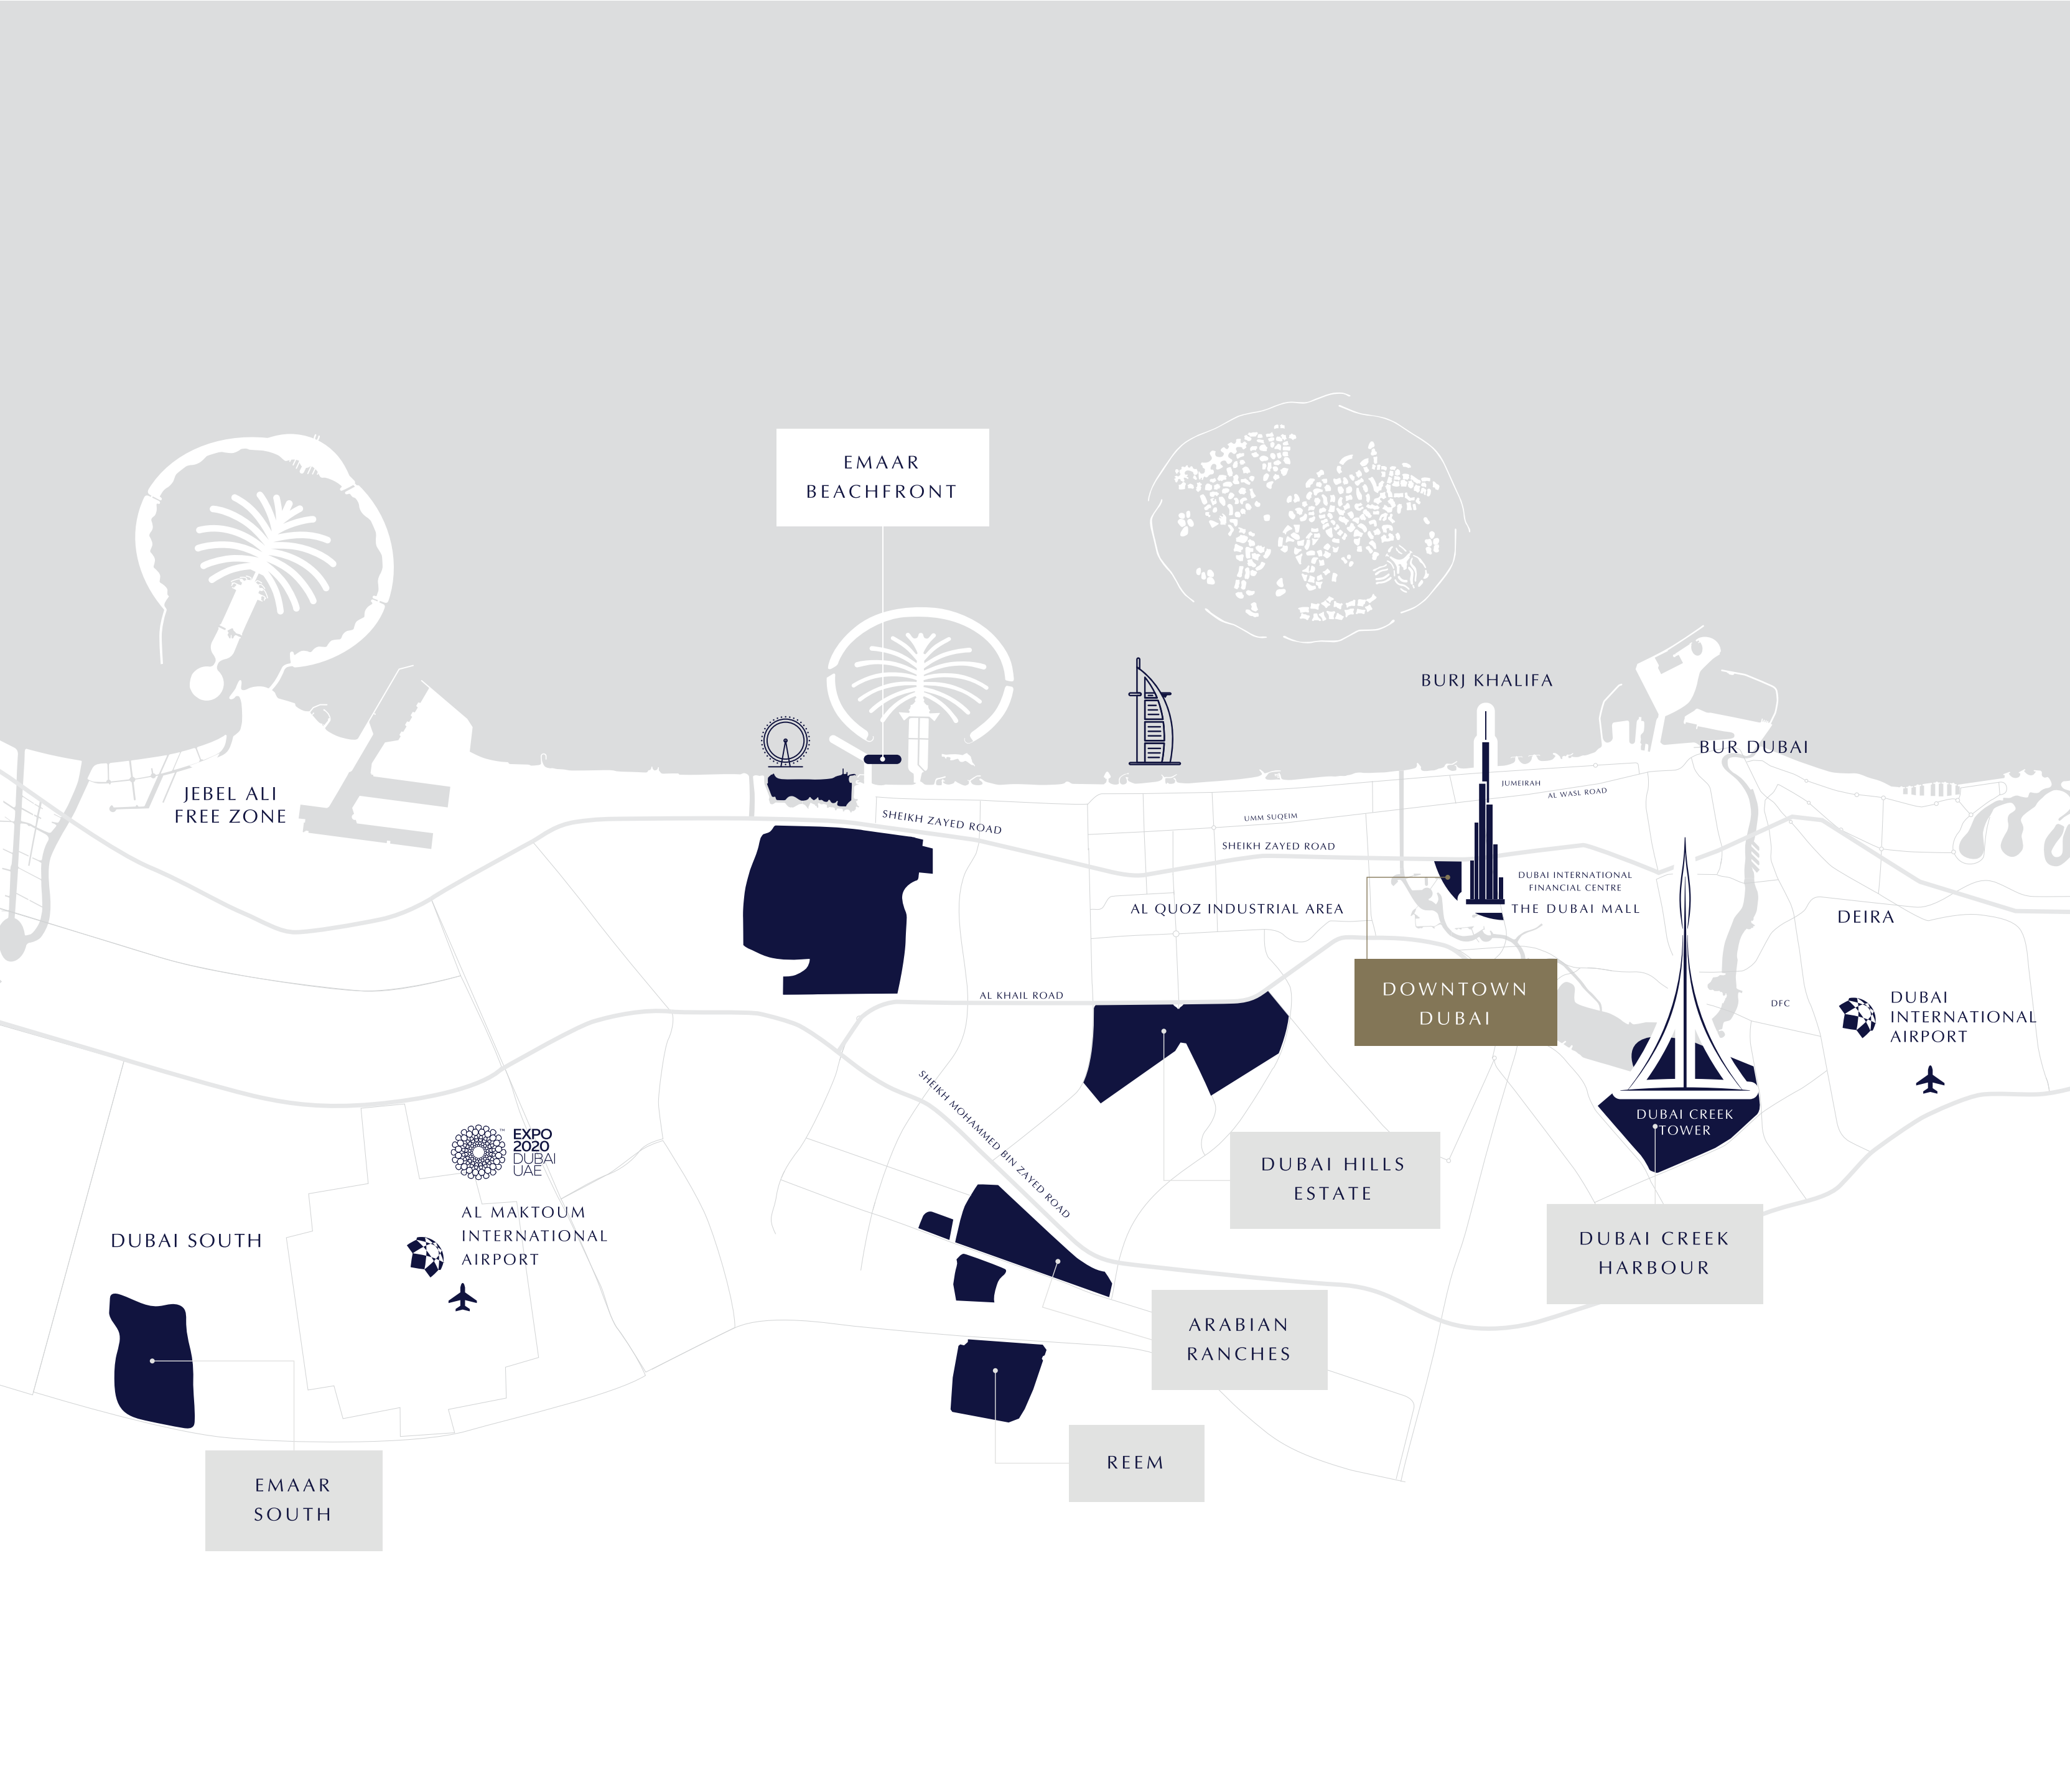 EMAAR
BEACHFRONT
BURJ KHALIFA
BUR DUBAI
JEBEL ALI
FREE ZONE
JUMEIRAH
AL WASL ROAD
SHEIKH ZAYED ROAD
UMM SUQEIM
SHEIKH ZAYED ROAD
DUBAI INTERNATIONAL
FINANCIAL CENTRE
AL QUOZ INDUSTRIAL AREA
THE DUBAI MALL
DEIRA
DOWNTOWN
DUBAI
AL KHAIL ROAD
DFC
DUBAI
INTERNATIONAL
AIRPORT
SHEIKH MOHAMMED BIN ZAYED ROAD
DUBAI CREEK
TOWER
EXPO
2020
DUBAI
UAE
™
DUBAI HILLS
ESTATE
AL MAKTOUM
INTERNATIONAL
AIRPORT
DUBAI SOUTH
DUBAI CREEK
HARBOUR
ARABIAN
RANCHES
REEM
EMAAR
SOUTH